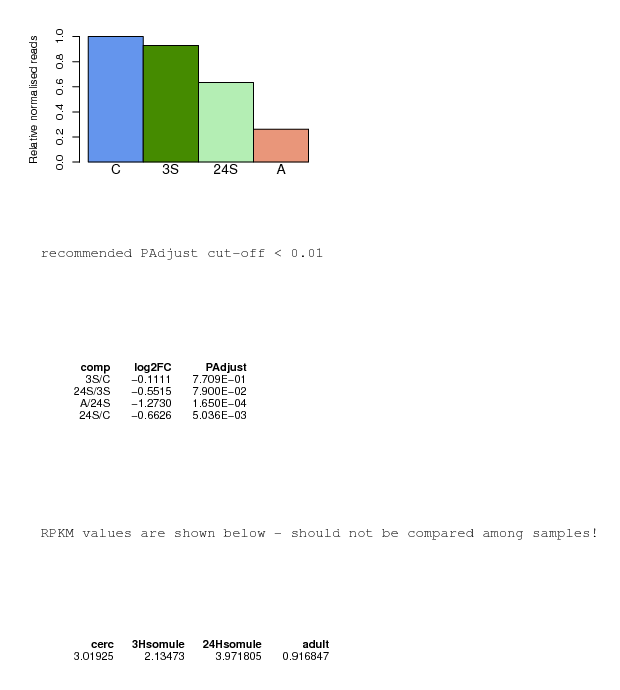 Relative normalised reads
1.0
0.8
0.6
0.4
0.2
0.0
C 3S 24S A
recommended PAdjust cut-off < 0.01
comp log2FC PAdjust
3S/C −0.1111 7.709E−01
24S/3S −0.5515 7.900E−02
A/24S −1.2730 1.650E−04
24S/C −0.6626 5.036E−03
RPKM values are shown below - should not be compared among samples!
cerc 3Hsomule 24Hsomule adult
3.01925 2.13473 3.971805 0.916847